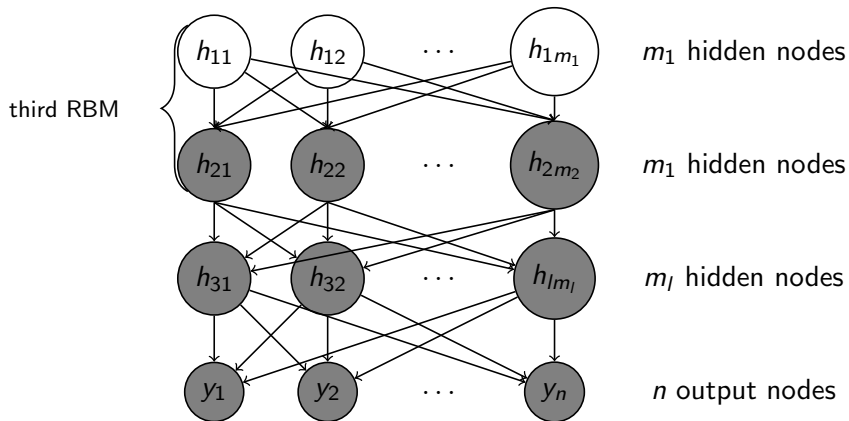 h11 h12 ... h1m1 m1 hidden nodes
third RBM
h21 h22 ... h2m2 m1 hidden nodes
h31 h32 ... hlml ml hidden nodes
y1 y2 ... yn n output nodes